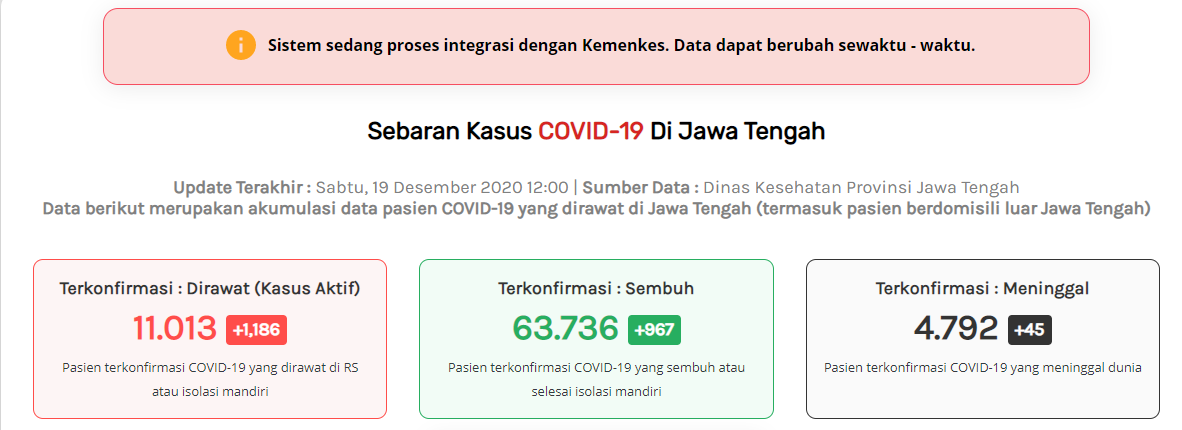 Sistem sedang proses integrasi dengan Kemenkes. Data dapat berubah sewaktu - waktu.
Sebaran Kasus COVID-19 Di Jawa Tengah
Update Terakhir : Sabtu, 19 Desember 2020 12:00 | Sumber Data : Dinas Kesehatan Provinsi Jawa Tengah
Data berikut merupakan akumulasi data pasien COVID-19 yang dirawat di Jawa Tengah (termasuk pasien berdomisili luar Jawa Tengah)
Terkonfirmasi : Dirawat (Kasus Aktif)
11.013 +1,186
Pasien terkonfirmasi COVID-19 yang dirawat di RS
atau isolasi mandiri
Terkonfirmasi : Sembuh
63.736 +967
Pasien terkonfirmasi COVID-19 yang sembuh atau
selesai isolasi mandiri
Terkonfirmasi : Meninggal
4.792 +45
Pasien terkonfirmasi COVID-19 yang meninggal dunia